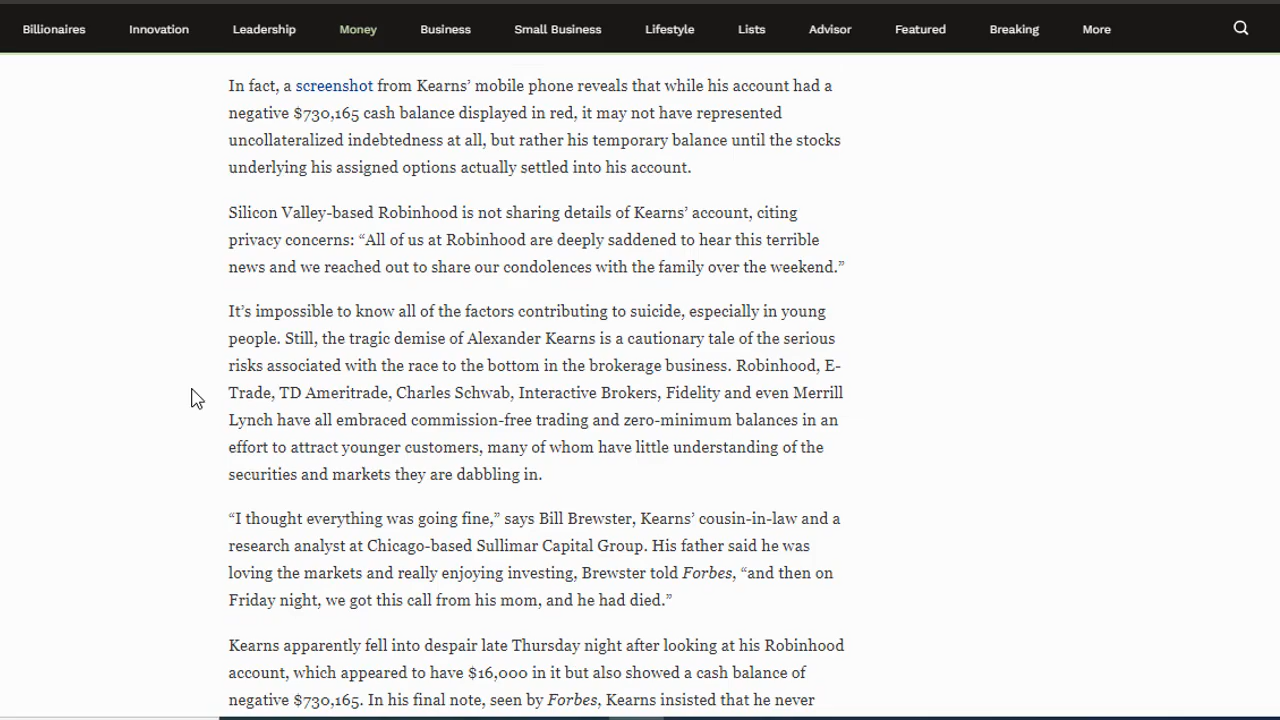 Billionaires Innovation Leadership Money Business Small Business Lifestyle Lists Advisor Featured Breaking More
In fact, a screenshot from Kearns’ mobile phone reveals that while his account had a
negative $730,165 cash balance displayed in red, it may not have represented
uncollateralized indebtedness at all, but rather his temporary balance until the stocks
underlying his assigned options actually settled into his account.
Silicon Valley-based Robinhood is not sharing details of Kearns’ account, citing
privacy concerns: “All of us at Robinhood are deeply saddened to hear this terrible
news and we reached out to share our condolences with the family over the weekend.”
It’s impossible to know all of the factors contributing to suicide, especially in young
people. Still, the tragic demise of Alexander Kearns is a cautionary tale of the serious
risks associated with the race to the bottom in the brokerage business. Robinhood, E-
Trade, TD Ameritrade, Charles Schwab, Interactive Brokers, Fidelity and even Merrill
Lynch have all embraced commission-free trading and zero-minimum balances in an
effort to attract younger customers, many of whom have little understanding of the
securities and markets they are dabbling in.
“I thought everything was going fine,” says Bill Brewster, Kearns’ cousin-in-law and a
research analyst at Chicago-based Sullimar Capital Group. His father said he was
loving the markets and really enjoying investing, Brewster told Forbes, “and then on
Friday night, we got this call from his mom, and he had died.”
Kearns apparently fell into despair late Thursday night after looking at his Robinhood
account, which appeared to have $16,000 in it but also showed a cash balance of
negative $730,165. In his final note, seen by Forbes, Kearns insisted that he never